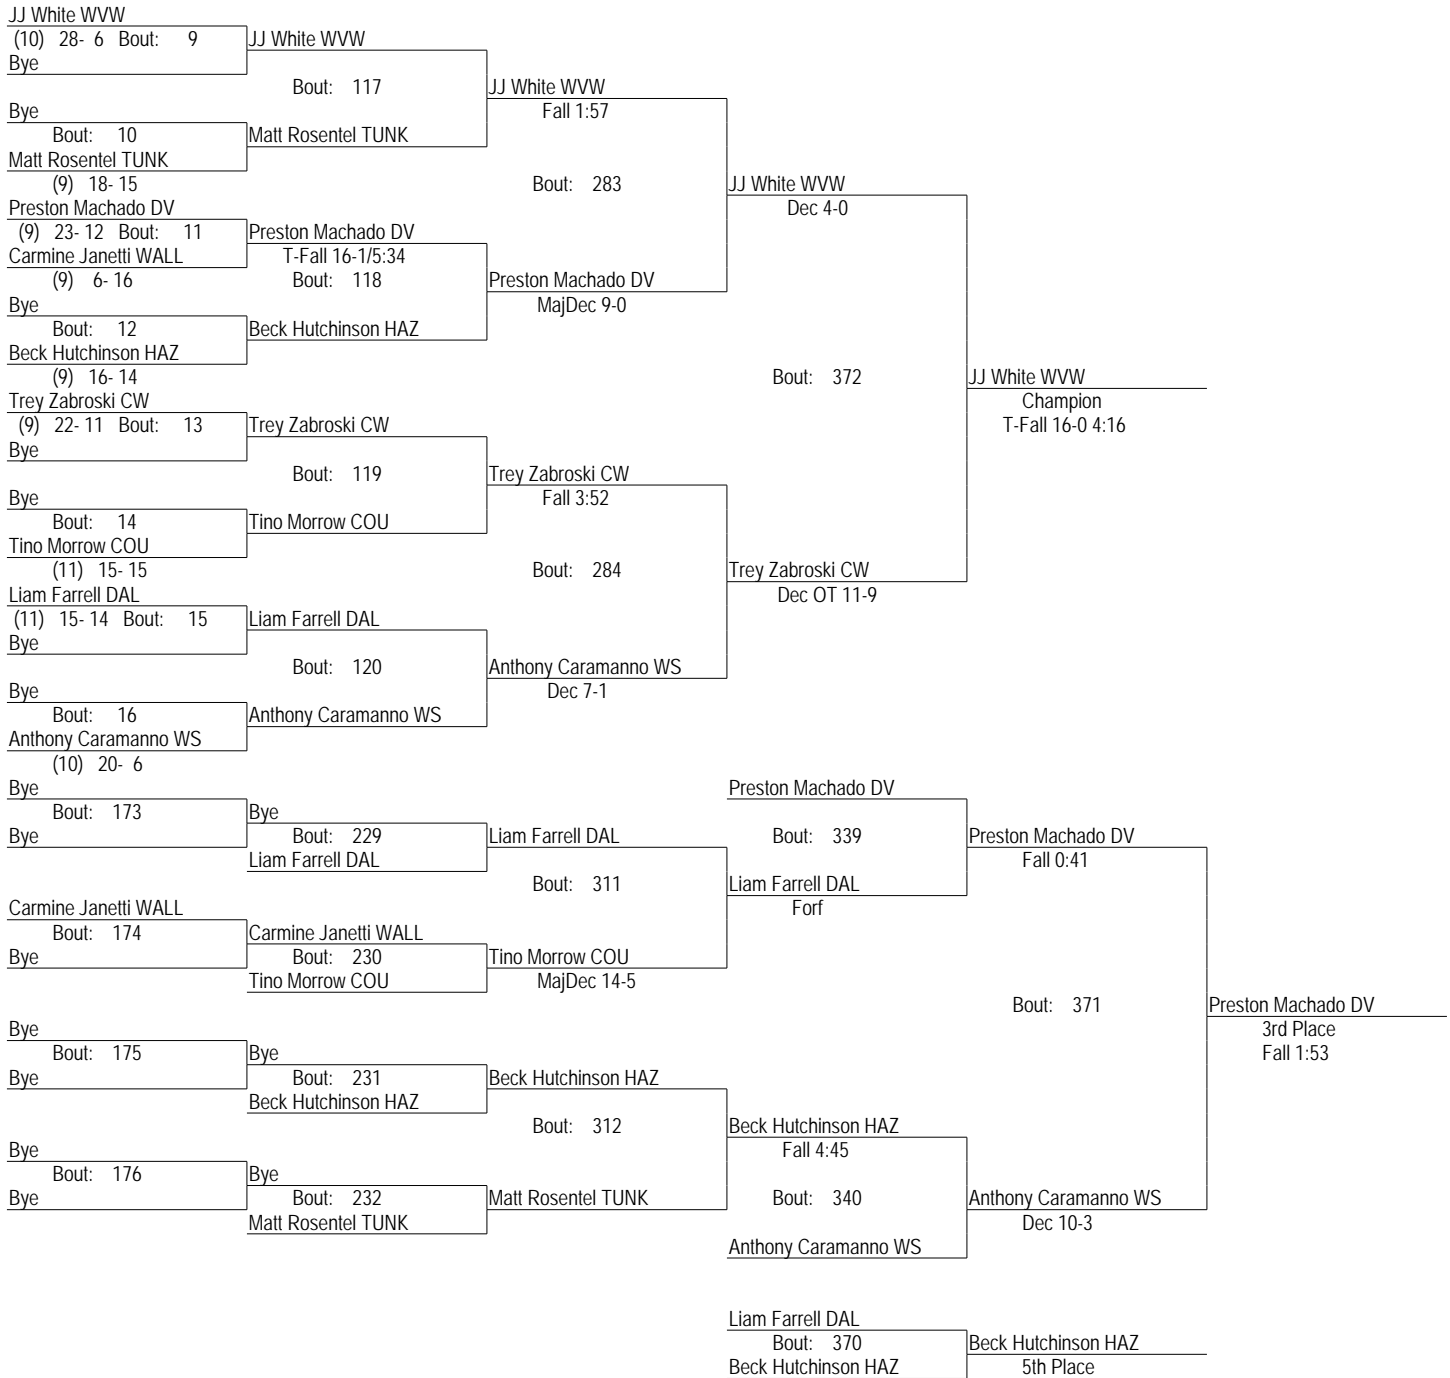 JJ White WVW
(10) 28- 6 Bout: 9 JJ White WVW
Bye
Bout: 117 JJ White WVW
Bye Fall 1:57
Bout: 10 Matt Rosentel TUNK
Matt Rosentel TUNK
(9) 18- 15 Bout: 283 JJ White WVW
Preston Machado DV Dec 4-0
(9) 23- 12 Bout: 11 Preston Machado DV
Carmine Janetti WALL T-Fall 16-1/5:34
(9) 6- 16 Bout: 118 Preston Machado DV
Bye MajDec 9-0
Bout: 12 Beck Hutchinson HAZ
Beck Hutchinson HAZ
(9) 16- 14 Bout: 372 JJ White WVW
Trey Zabroski CW Champion
(9) 22- 11 Bout: 13 Trey Zabroski CW T-Fall 16-0 4:16
Bye
Bout: 119 Trey Zabroski CW
Bye Fall 3:52
Bout: 14 Tino Morrow COU
Tino Morrow COU
(11) 15- 15 Bout: 284 Trey Zabroski CW
Liam Farrell DAL Dec OT 11-9
(11) 15- 14 Bout: 15 Liam Farrell DAL
Bye
Bout: 120 Anthony Caramanno WS
Bye Dec 7-1
Bout: 16 Anthony Caramanno WS
Anthony Caramanno WS
(10) 20- 6
Bye Preston Machado DV
Bout: 173 Bye
Bye Bout: 229 Liam Farrell DAL Bout: 339 Preston Machado DV
Liam Farrell DAL Fall 0:41
Bout: 311 Liam Farrell DAL
Carmine Janetti WALL Forf
Bout: 174 Carmine Janetti WALL
Bye Bout: 230 Tino Morrow COU
Tino Morrow COU MajDec 14-5
Bout: 371 Preston Machado DV
Bye 3rd Place
Bout: 175 Bye Fall 1:53
Bye Bout: 231 Beck Hutchinson HAZ
Beck Hutchinson HAZ
Bout: 312 Beck Hutchinson HAZ
Bye Fall 4:45
Bout: 176 Bye
Bye Bout: 232 Matt Rosentel TUNK Bout: 340 Anthony Caramanno WS
Matt Rosentel TUNK Dec 10-3
Anthony Caramanno WS
Liam Farrell DAL
Bout: 370 Beck Hutchinson HAZ
Beck Hutchinson HAZ 5th Place